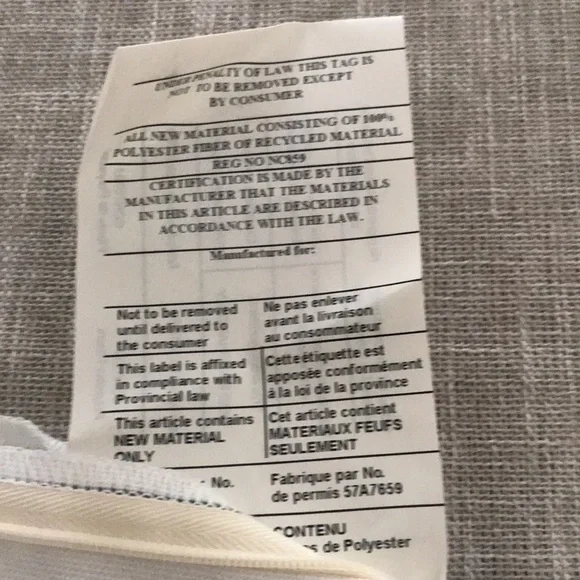 UNDER PENALTY OF LAW THIS TAG IS
NOT TO BE REMOVED EXCEPT
BY CONSUMER
ALL NEW MATERIAL CONSISTING OF 100%
POLYESTER FIBER OF RECYCLED MATERIAL
REG NO NC859
CERTIFICATION IS MADE BY THE
MANUFACTURER THAT THE MATERIALS
IN THIS ARTICLE ARE DESCRIBED IN
ACCORDANCE WITH THE LAW.
Manufactured for:
Not to be removed
until delivered to
the consumer
Ne pas enlever
avant la livraison
au consommateur
This label is affixed
in compliance with
Provincial law
Cette étiquette est
apposée conformément
à la loi de la province
This article contains
NEW MATERIAL
ONLY
Cet article contient
MATERIAUX FEUFS
SEULEMENT
No.
Fabrique par No.
de permis 57A7659
CONTENU
de Polyester